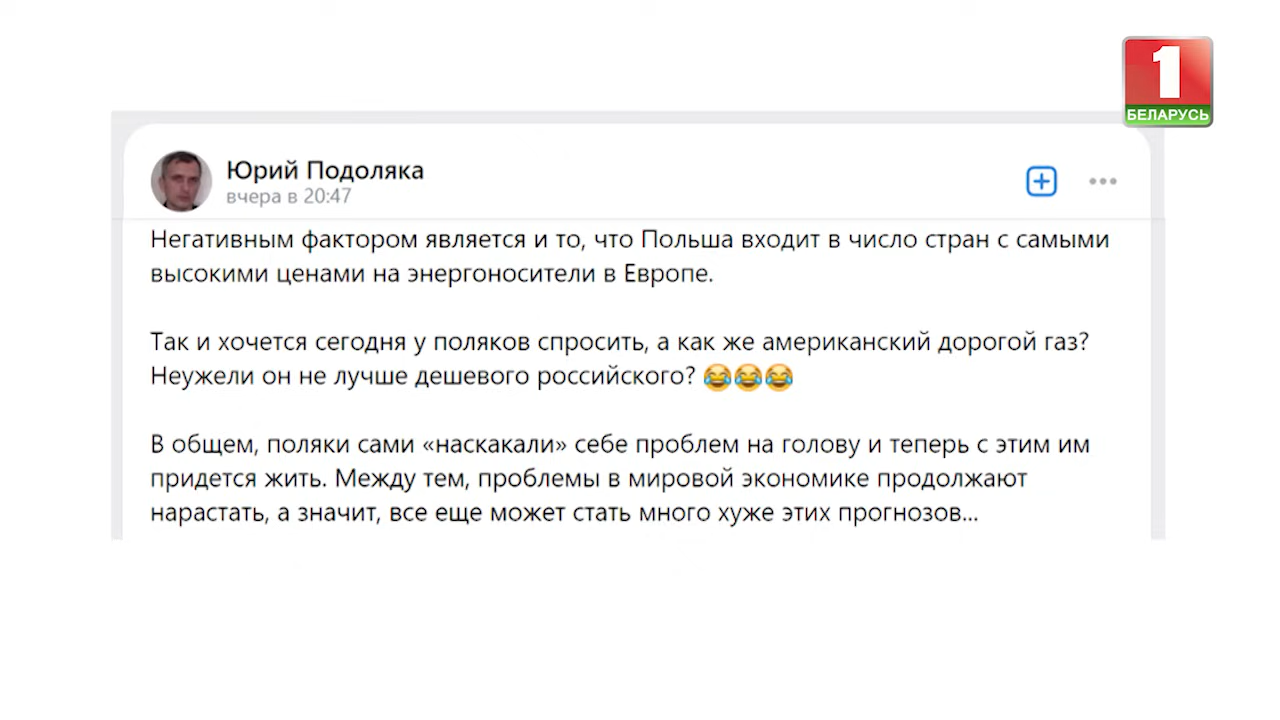 1
БЕЛАРУСЬ
Юрий Подоляка
вчера в 20:47
Негативным фактором является и то, что Польша входит в число стран с самыми
высокими ценами на энергоносители в Европе.
Так и хочется сегодня у поляков спросить, а как же американский дорогой газ?
Неужели он не лучше дешевого российского? 😂😂😂
В общем, поляки сами «наскакали» себе проблем на голову и теперь с этим им
придется жить. Между тем, проблемы в мировой экономике продолжают
нарастать, а значит, все еще может стать много хуже этих прогнозов...